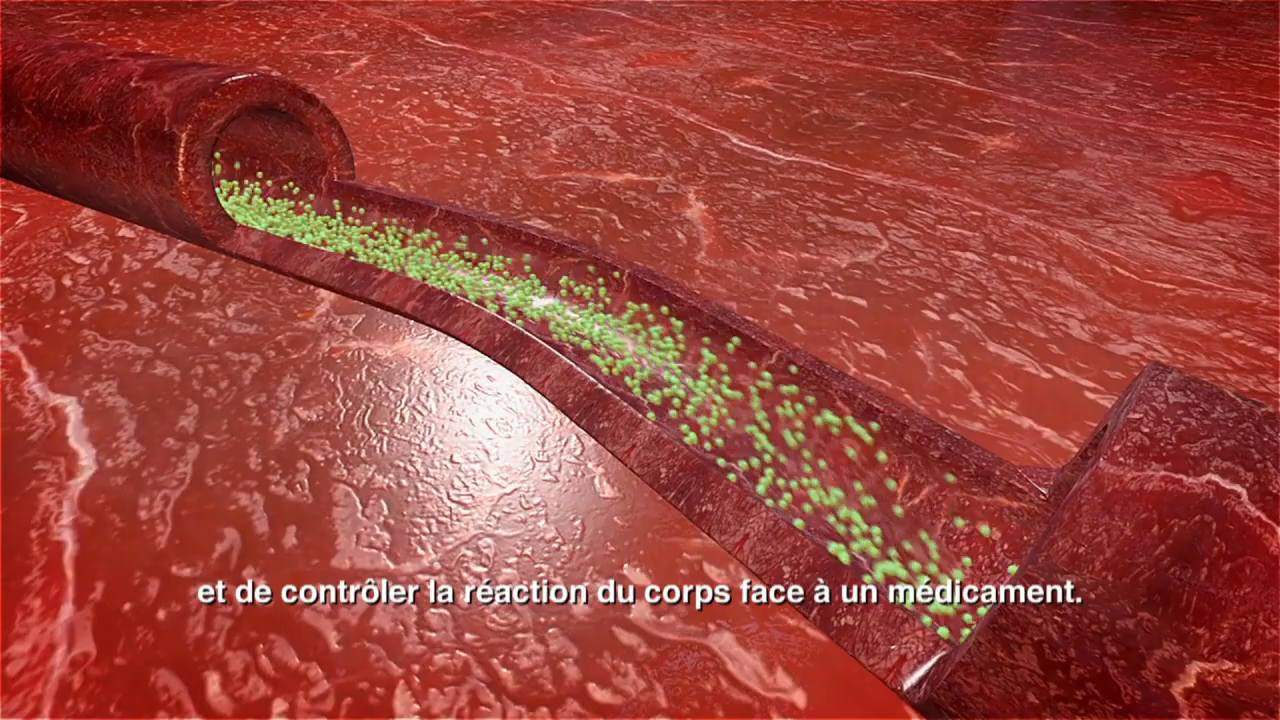 et de contrôler la réaction du corps face à un médicament.